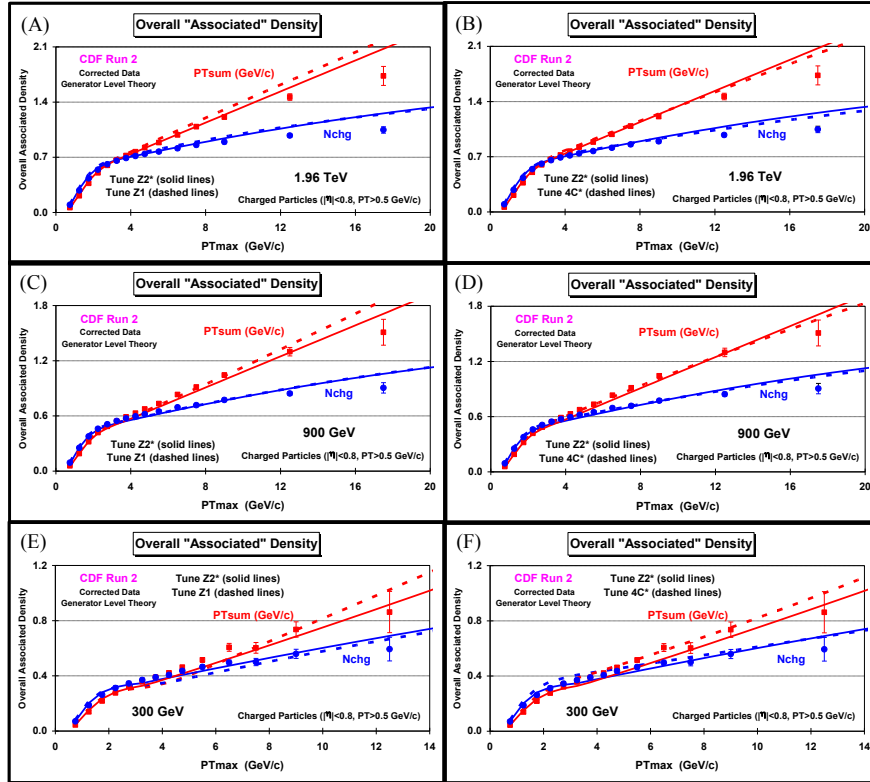 (A)
Overall "Associated" Density
Overall Associated Density
2.1
1.4
0.7
0.0
CDF Run 2
Corrected Data
Generator Level Theory
PTsum (GeV/c)
Nchg
Tune Z2* (solid lines)
Tune Z1 (dashed lines)
1.96 TeV
Charged Particles (|η|<0.8, PT>0.5 GeV/c)
0 4 8 12 16 20
PTmax (GeV/c)
(B)
Overall "Associated" Density
Overall Associated Density
2.1
1.4
0.7
0.0
CDF Run 2
Corrected Data
Generator Level Theory
PTsum (GeV/c)
Nchg
Tune Z2* (solid lines)
Tune 4C* (dashed lines)
1.96 TeV
Charged Particles (|η|<0.8, PT>0.5 GeV/c)
0 4 8 12 16 20
PTmax (GeV/c)
(C)
Overall "Associated" Density
Overall Associated Density
1.8
1.2
0.6
0.0
CDF Run 2
Corrected Data
Generator Level Theory
PTsum (GeV/c)
Nchg
900 GeV
Tune Z2* (solid lines)
Tune Z1 (dashed lines)
Charged Particles (|η|<0.8, PT>0.5 GeV/c)
0 4 8 12 16 20
PTmax (GeV/c)
(D)
Overall "Associated" Density
Overall Associated Density
1.8
1.2
0.6
0.0
CDF Run 2
Corrected Data
Generator Level Theory
PTsum (GeV/c)
Nchg
900 GeV
Tune Z2* (solid lines)
Tune 4C* (dashed lines)
Charged Particles (|η|<0.8, PT>0.5 GeV/c)
0 4 8 12 16 20
PTmax (GeV/c)
(E)
Overall "Associated" Density
Overall Associated Density
1.2
0.8
0.4
0.0
CDF Run 2
Corrected Data
Generator Level Theory
Tune Z2* (solid lines)
Tune Z1 (dashed lines)
PTsum (GeV/c)
Nchg
300 GeV
Charged Particles (|η|<0.8, PT>0.5 GeV/c)
0 2 4 6 8 10 12 14
PTmax (GeV/c)
(F)
Overall "Associated" Density
Overall Associated Density
1.2
0.8
0.4
0.0
CDF Run 2
Corrected Data
Generator Level Theory
Tune Z2* (solid lines)
Tune 4C* (dashed lines)
PTsum (GeV/c)
Nchg
300 GeV
Charged Particles (|η|<0.8, PT>0.5 GeV/c)
0 2 4 6 8 10 12 14
PTmax (GeV/c)